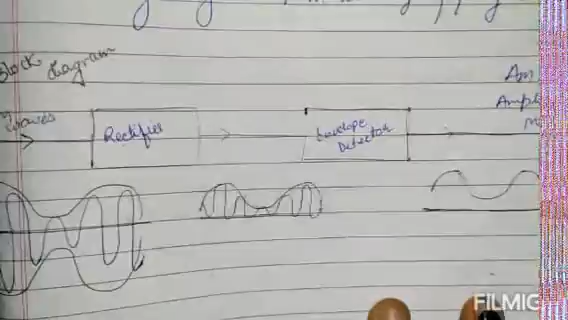 Block diagram
Am
Waves
Ampl
Rectifier
Envelope
Detector
m
FILMIG